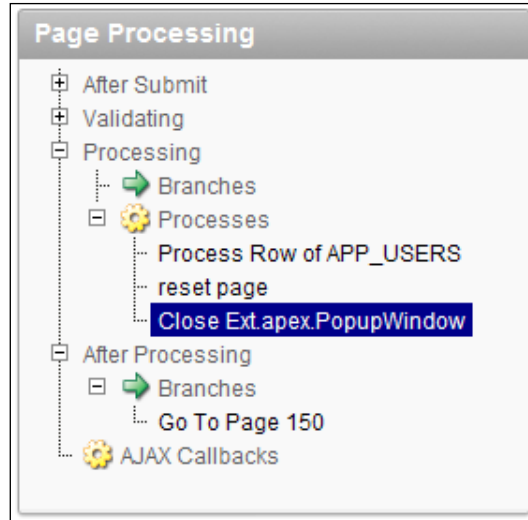 Page Processing
After Submit
Validating
Processing
Branches
Processes
Process Row of APP_USERS
reset page
Close Ext.apex.PopupWindow
After Processing
Branches
Go To Page 150
AJAX Callbacks